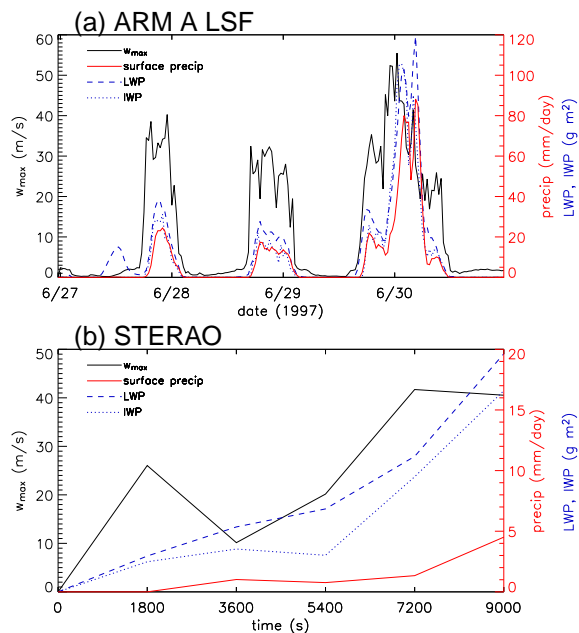 (a) ARM A LSF
60
50
40
30
20
10
0
w_max (m/s)
w_max
surface precip
LWP
IWP
120
100
80
60
40
20
0
precip (mm/day)
LWP, IWP (g m²)
6/27
6/28
6/29
6/30
date (1997)
(b) STERAO
50
40
30
20
10
0
w_max (m/s)
w_max
surface precip
LWP
IWP
20
15
10
5
0
precip (mm/day)
LWP, IWP (g m²)
0
1800
3600
5400
7200
9000
time (s)